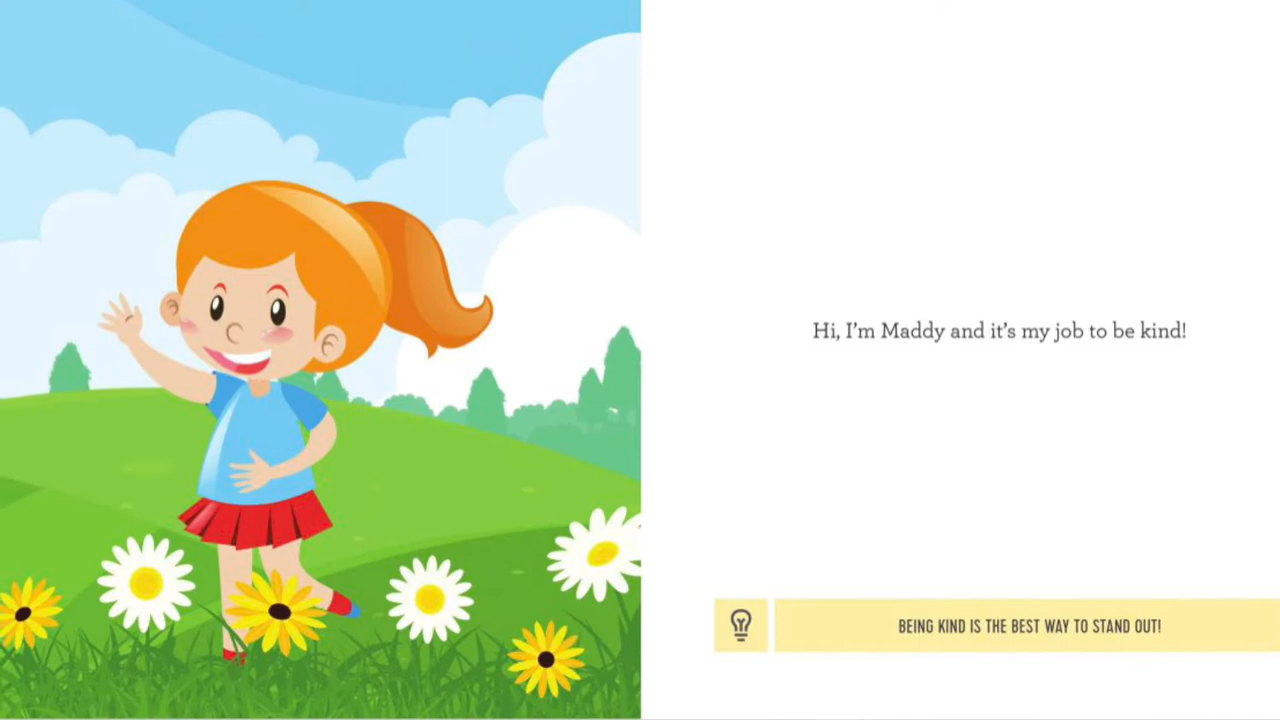 Hi, I’m Maddy and it’s my job to be kind!
BEING KIND IS THE BEST WAY TO STAND OUT!